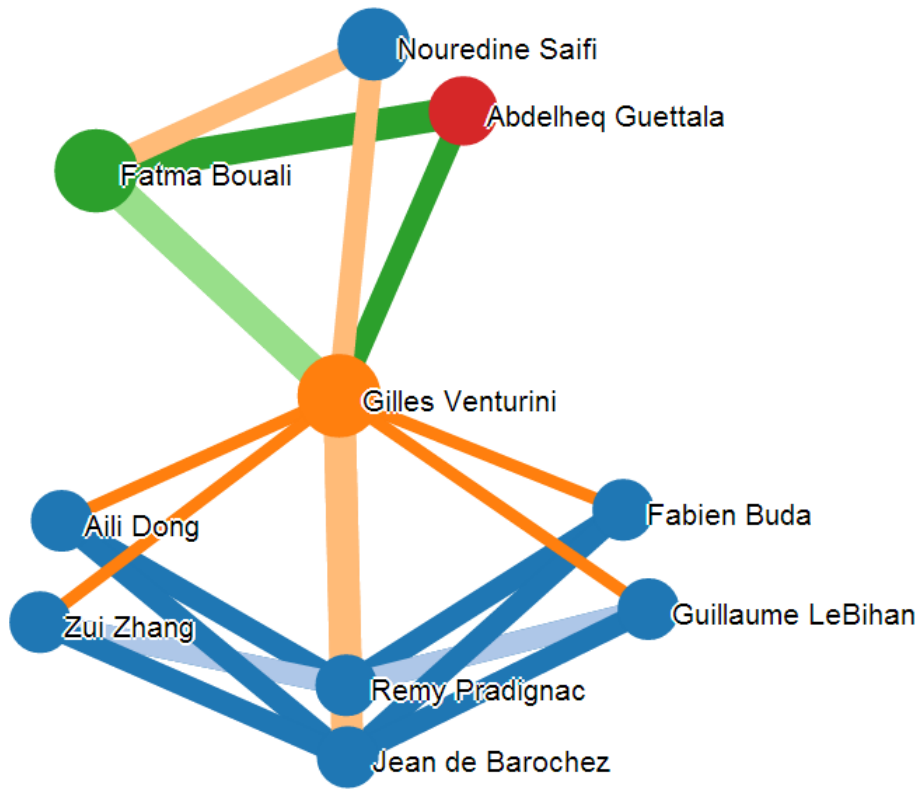 Nouredine Saifi
Abdelheq Guettala
Fatma Bouali
Gilles Venturini
Fabien Buda
Aili Dong
Guillaume LeBihan
Zui Zhang
Remy Pradignac
Jean de Barochez